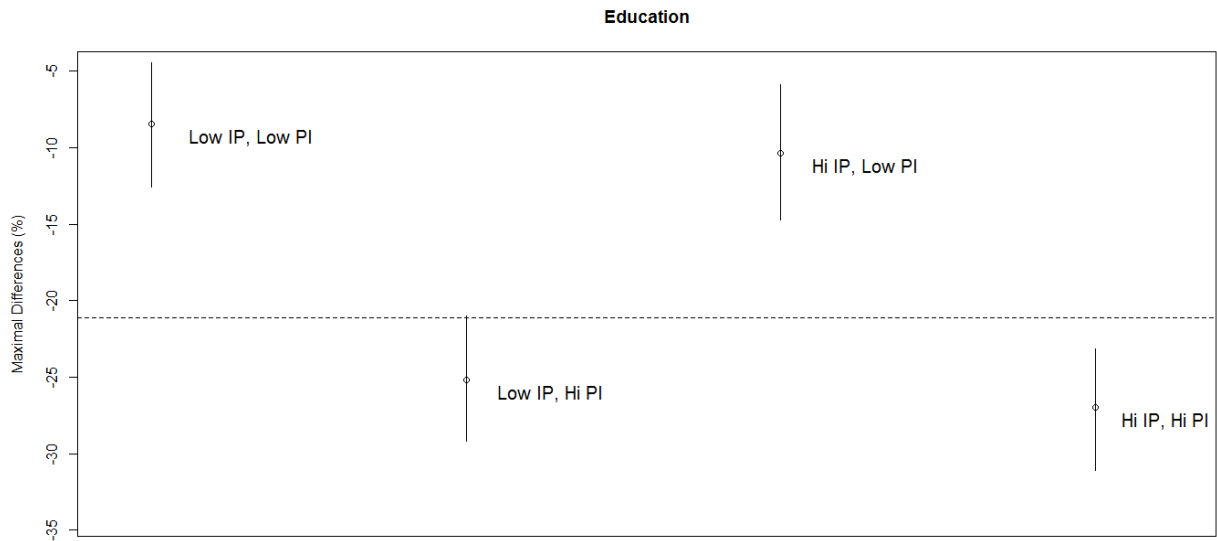 Education
Maximal Differences (%)
-5
-10
-15
-20
-25
-30
-35
Low IP, Low PI
Hi IP, Low PI
Low IP, Hi PI
Hi IP, Hi PI